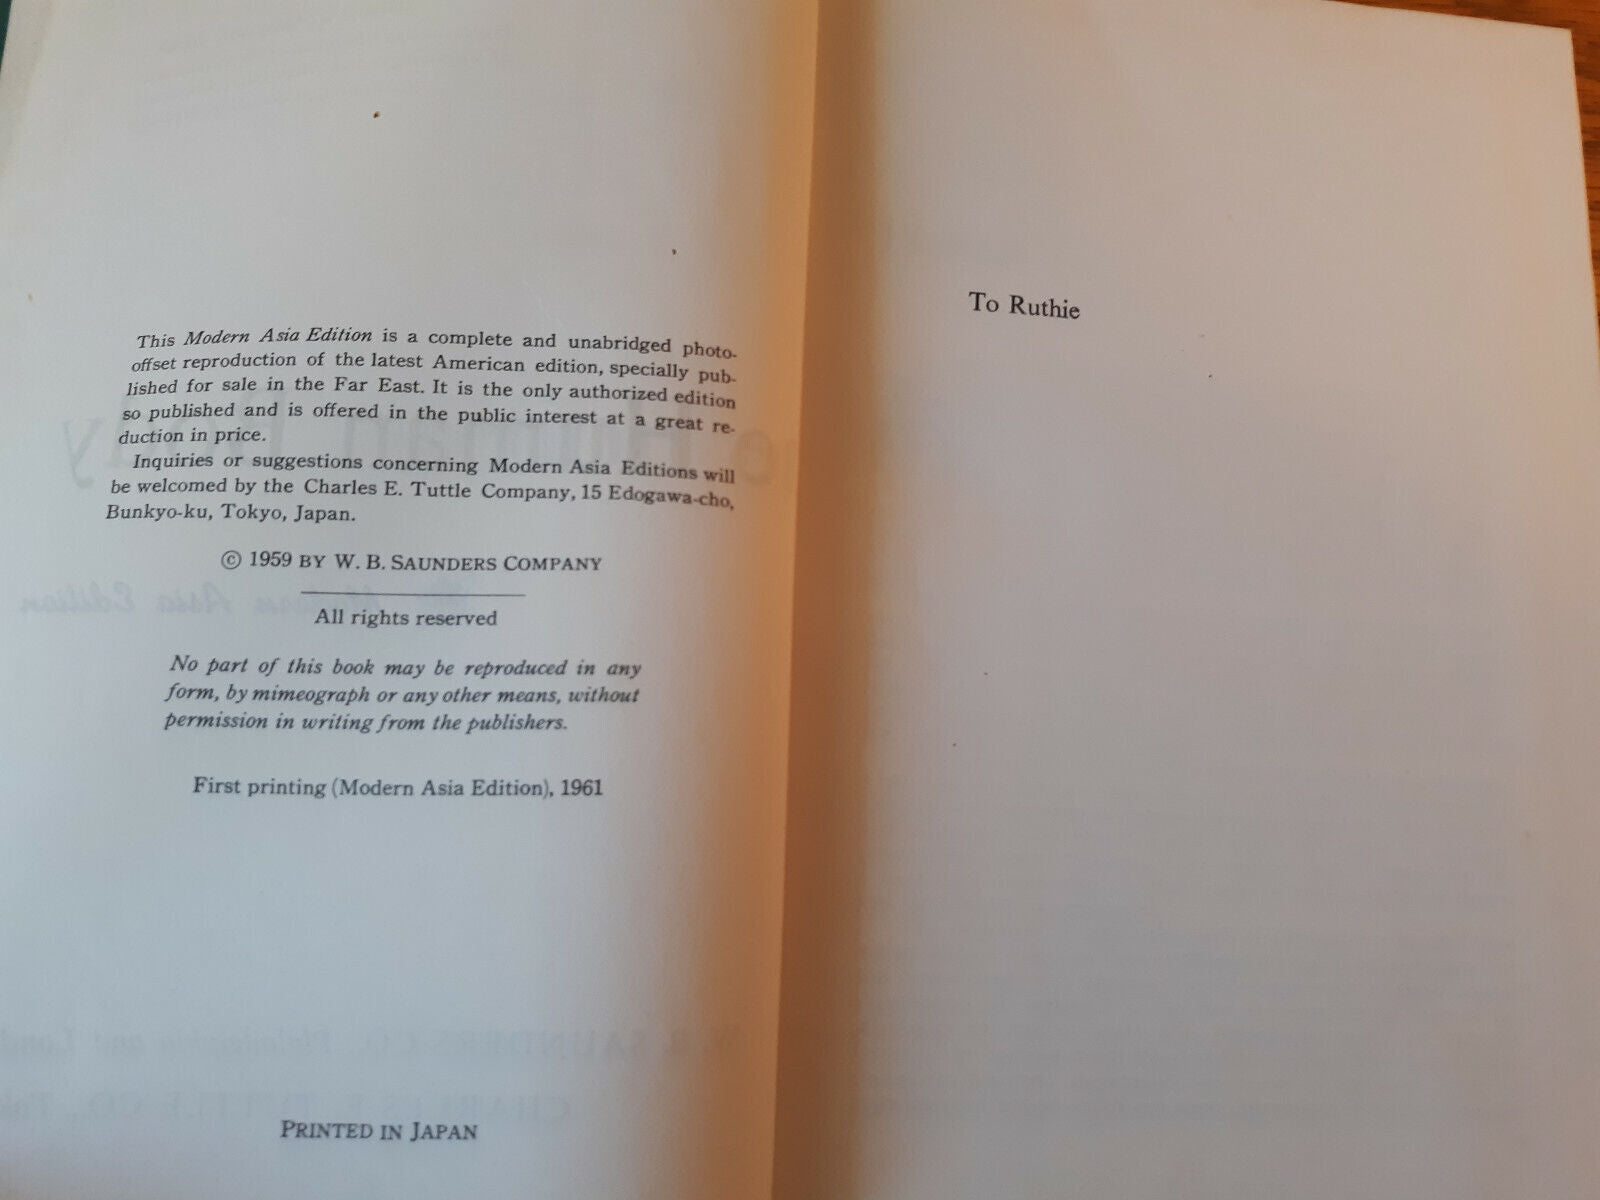 This Modern Asia Edition is a complete and unabridged photo-
offset reproduction of the latest American edition, specially pub-
lished for sale in the Far East. It is the only authorized edition
so published and is offered in the public interest at a great re-
duction in price.
Inquiries or suggestions concerning Modern Asia Editions will
be welcomed by the Charles E. Tuttle Company, 15 Edogawa-cho,
Bunkyo-ku, Tokyo, Japan.
© 1959 BY W. B. SAUNDERS COMPANY
All rights reserved
No part of this book may be reproduced in any
form, by mimeograph or any other means, without
permission in writing from the publishers.
First printing (Modern Asia Edition), 1961
PRINTED IN JAPAN
To Ruthie